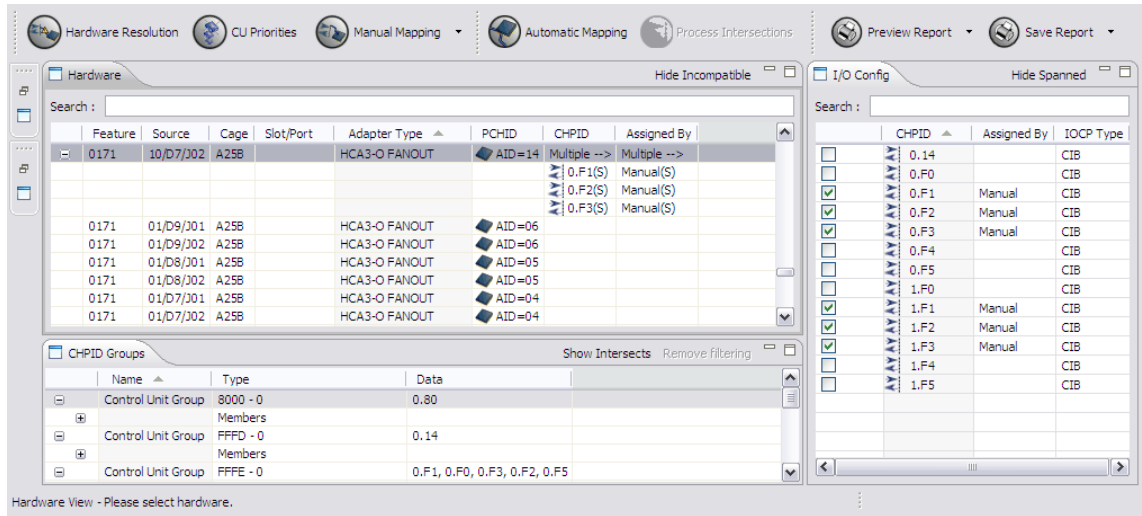 Hardware Resolution CU Priorities Manual Mapping Automatic Mapping Process Intersections Preview Report Save Report
Hardware Hide Incompatible
Search :
Feature Source Cage Slot/Port Adapter Type PCHID CHPID Assigned By
0171 10/D7/J02 A25B HCA3-O FANOUT AID=14 Multiple --> Multiple -->
0.F1(S) Manual(S)
0.F2(S) Manual(S)
0.F3(S) Manual(S)
0171 01/D9/J01 A25B HCA3-O FANOUT AID=06
0171 01/D9/J02 A25B HCA3-O FANOUT AID=06
0171 01/D8/J01 A25B HCA3-O FANOUT AID=05
0171 01/D8/J02 A25B HCA3-O FANOUT AID=05
0171 01/D7/J01 A25B HCA3-O FANOUT AID=04
0171 01/D7/J02 A25B HCA3-O FANOUT AID=04
CHPID Groups Show Intersects Remove filtering
Name Type Data
Control Unit Group 8000 - 0 0.80
Members
Control Unit Group FFFD - 0 0.14
Members
Control Unit Group FFFE - 0 0.F1, 0.F0, 0.F3, 0.F2, 0.F5
I/O Config Hide Spanned
Search :
CHPID Assigned By IOCP Type
0.14 CIB
0.F0 CIB
0.F1 Manual CIB
0.F2 Manual CIB
0.F3 Manual CIB
0.F4 CIB
0.F5 CIB
1.F0 CIB
1.F1 Manual CIB
1.F2 Manual CIB
1.F3 Manual CIB
1.F4 CIB
1.F5 CIB
Hardware View - Please select hardware.